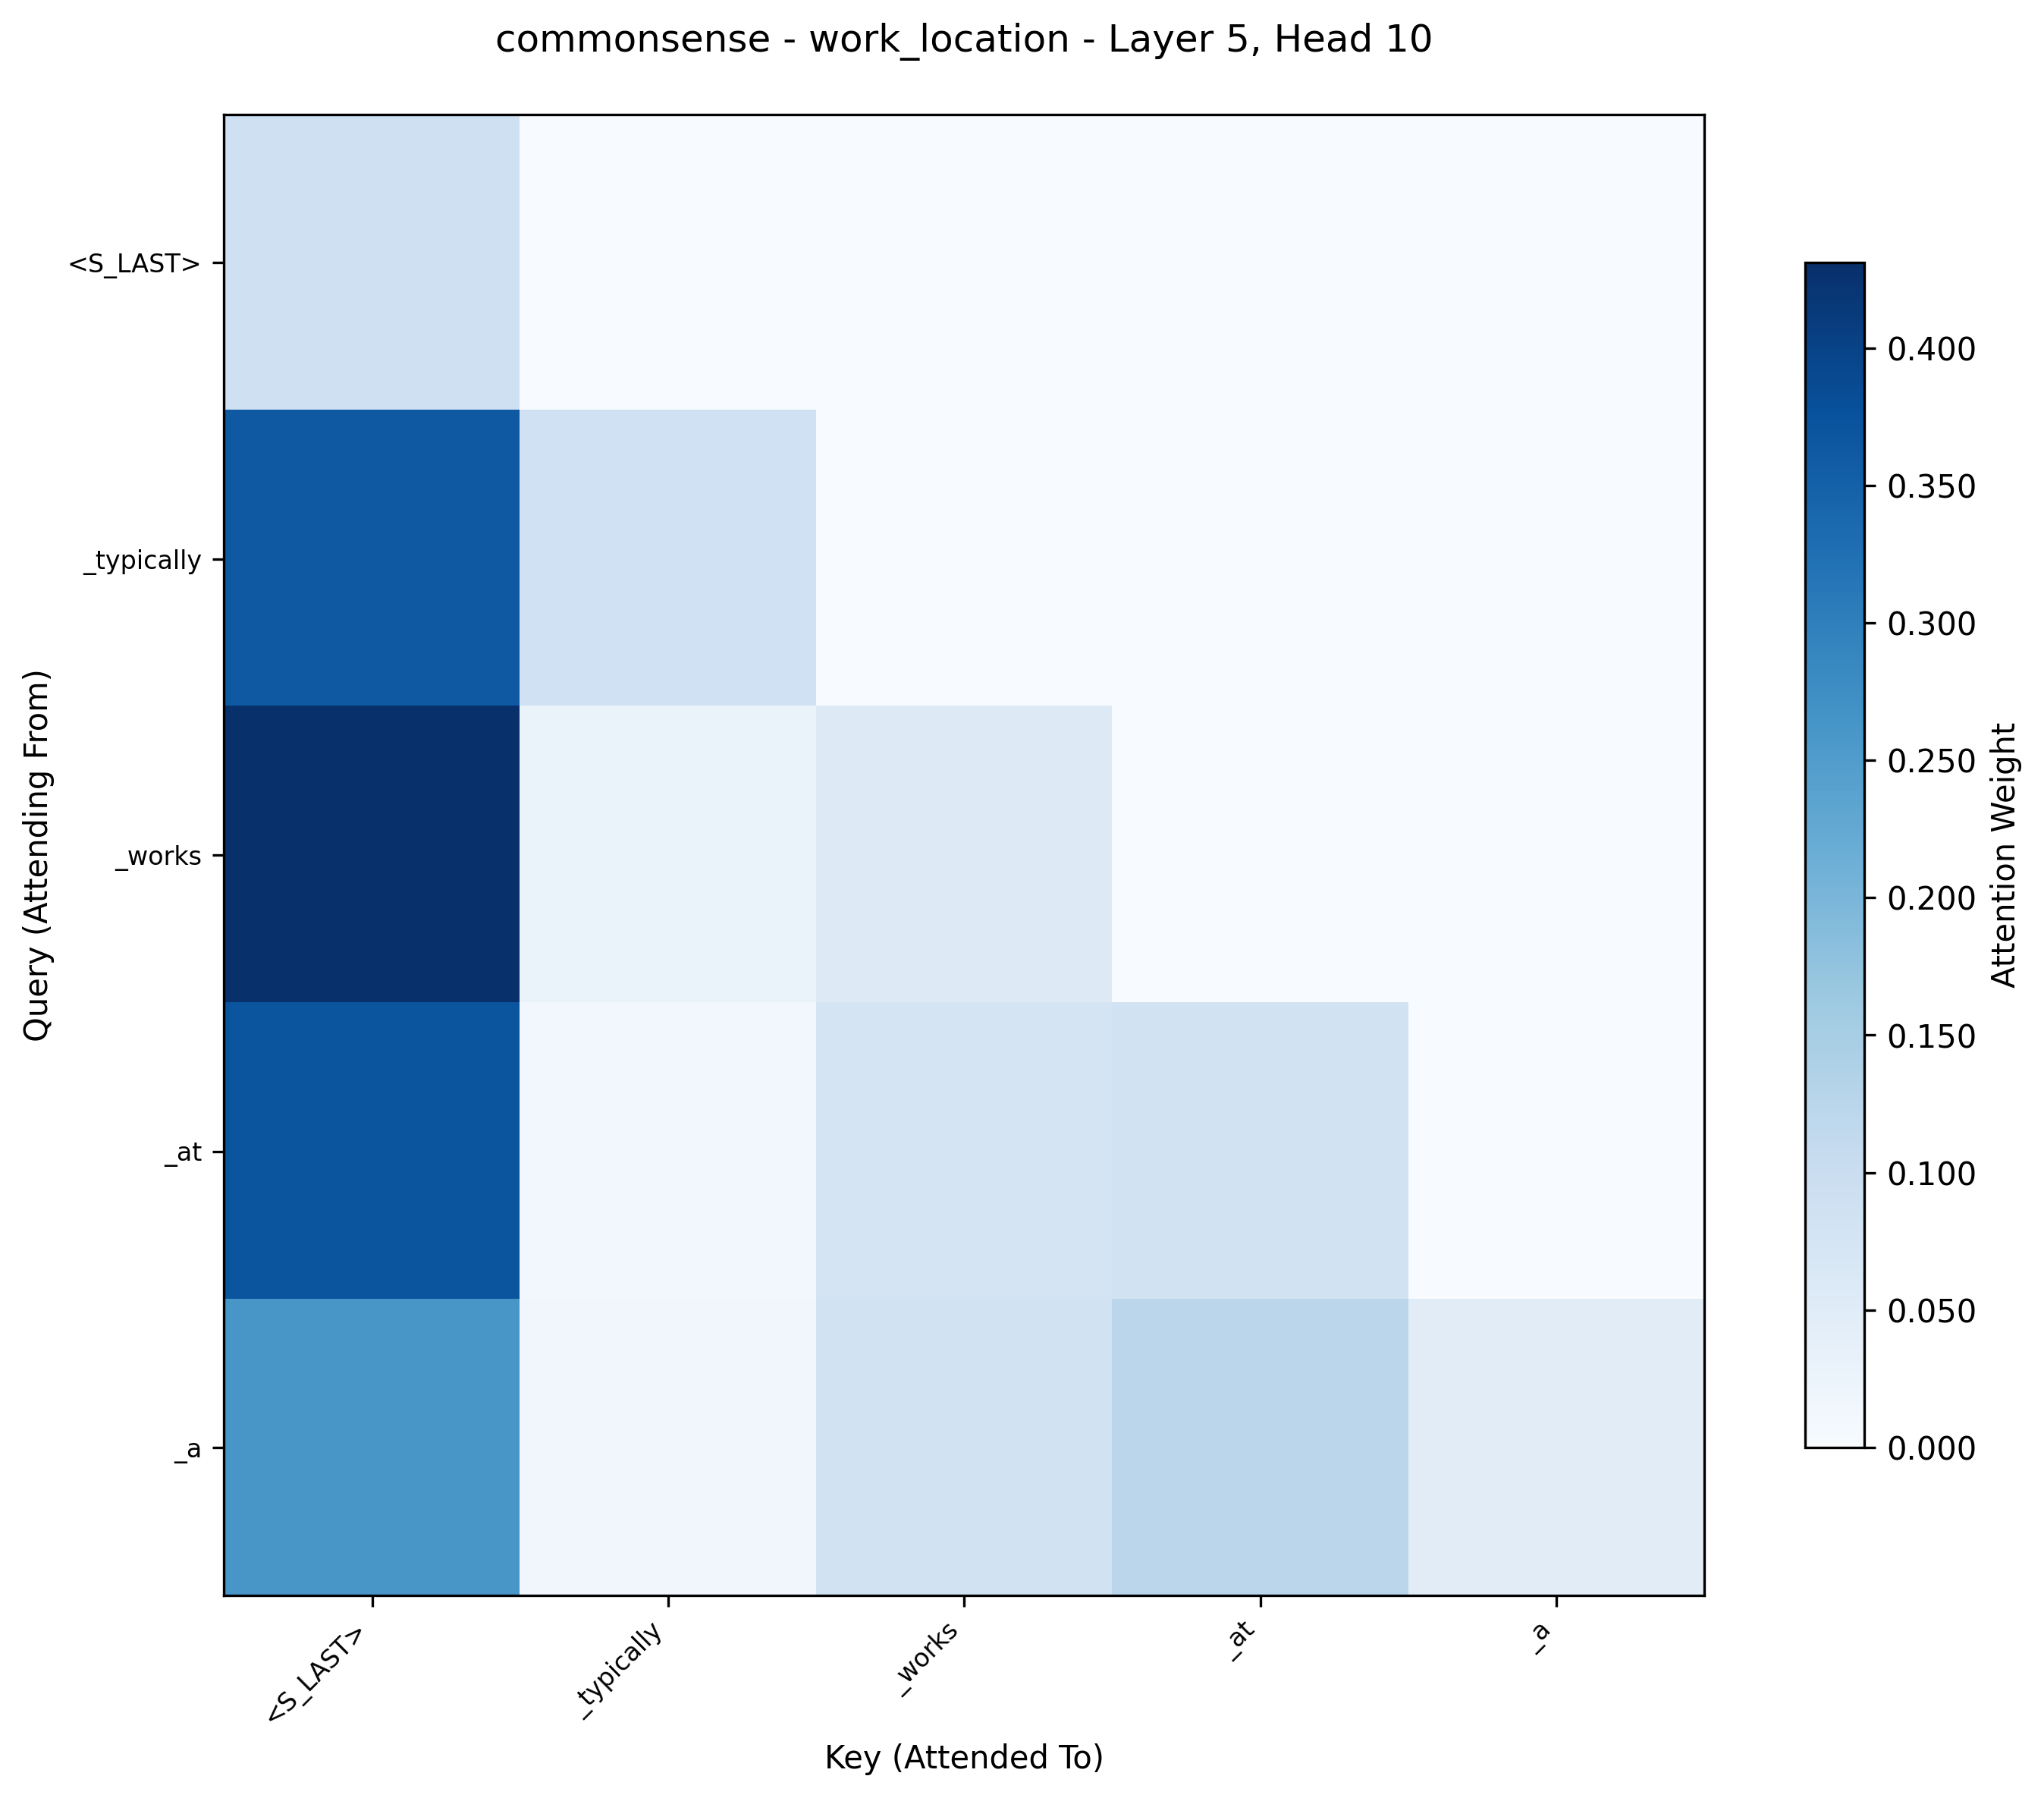 commonsense - work_location - Layer 5, Head 10
<S_LAST>
_typically
_works
_at
_a
Query (Attending From)
<S_LAST>
_typically
_works
_at
_a
Key (Attended To)
0.400
0.350
0.300
0.250
0.200
0.150
0.100
0.050
0.000
Attention Weight